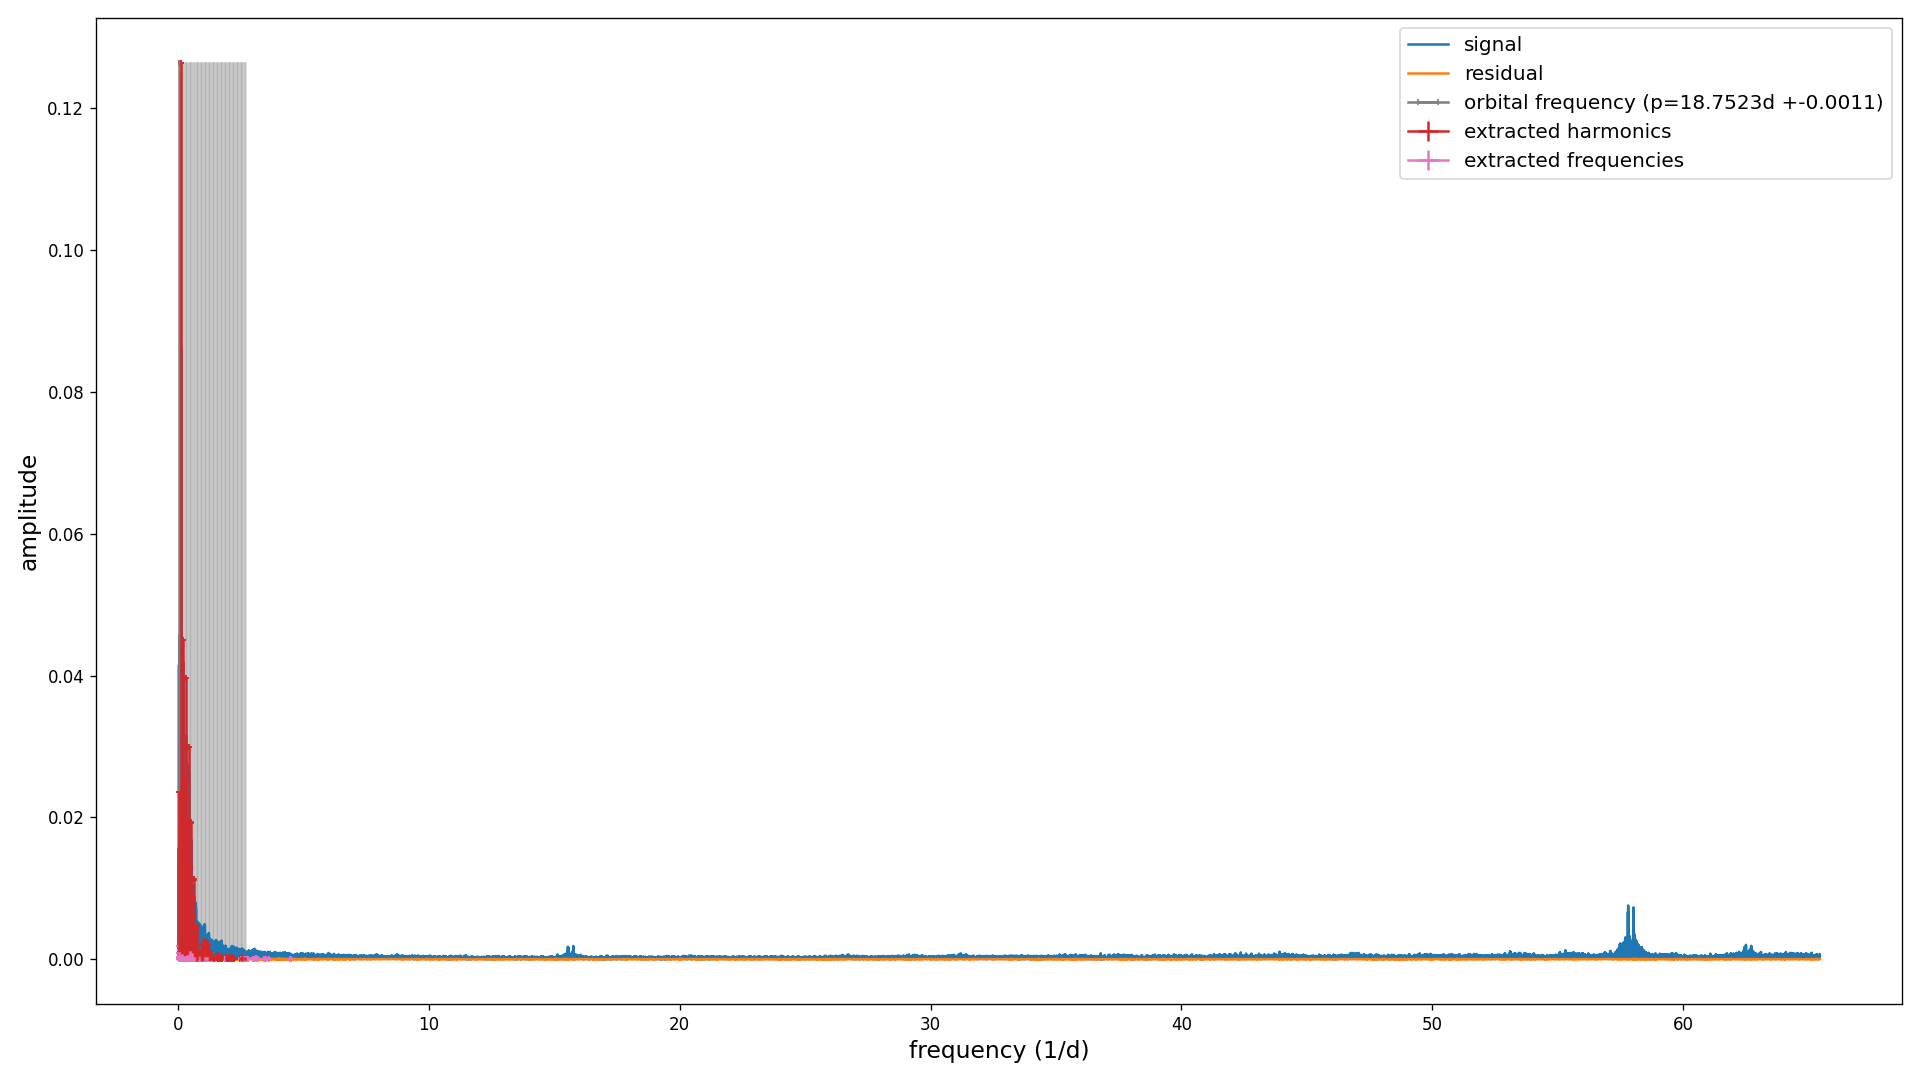 signal
residual
orbital frequency (p=18.7523d +-0.0011)
extracted harmonics
extracted frequencies
0.12
0.10
0.08
0.06
0.04
0.02
0.00
amplitude
0 10 20 30 40 50 60
frequency (1/d)